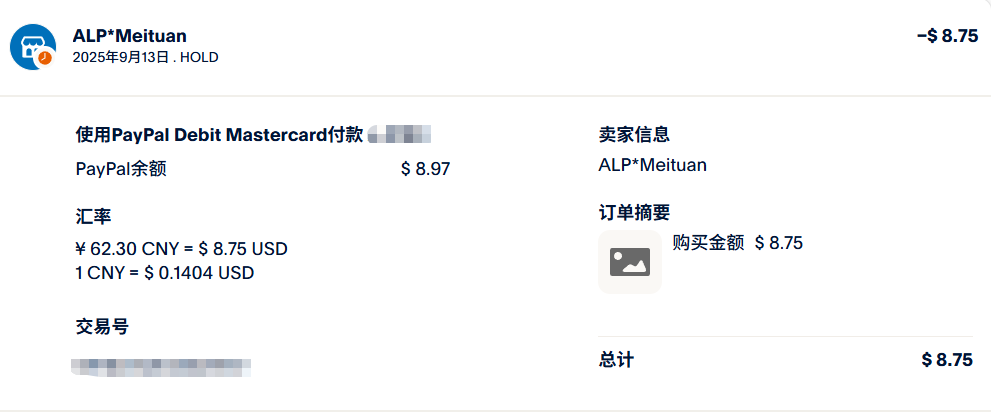 ALP*Meituan
−$ 8.75
2025年9月13日 . HOLD
使用PayPal Debit Mastercard付款
PayPal余额 $ 8.97
汇率
¥ 62.30 CNY = $ 8.75 USD
1 CNY = $ 0.1404 USD
交易号
卖家信息
ALP*Meituan
订单摘要
购买金额 $ 8.75
总计 $ 8.75